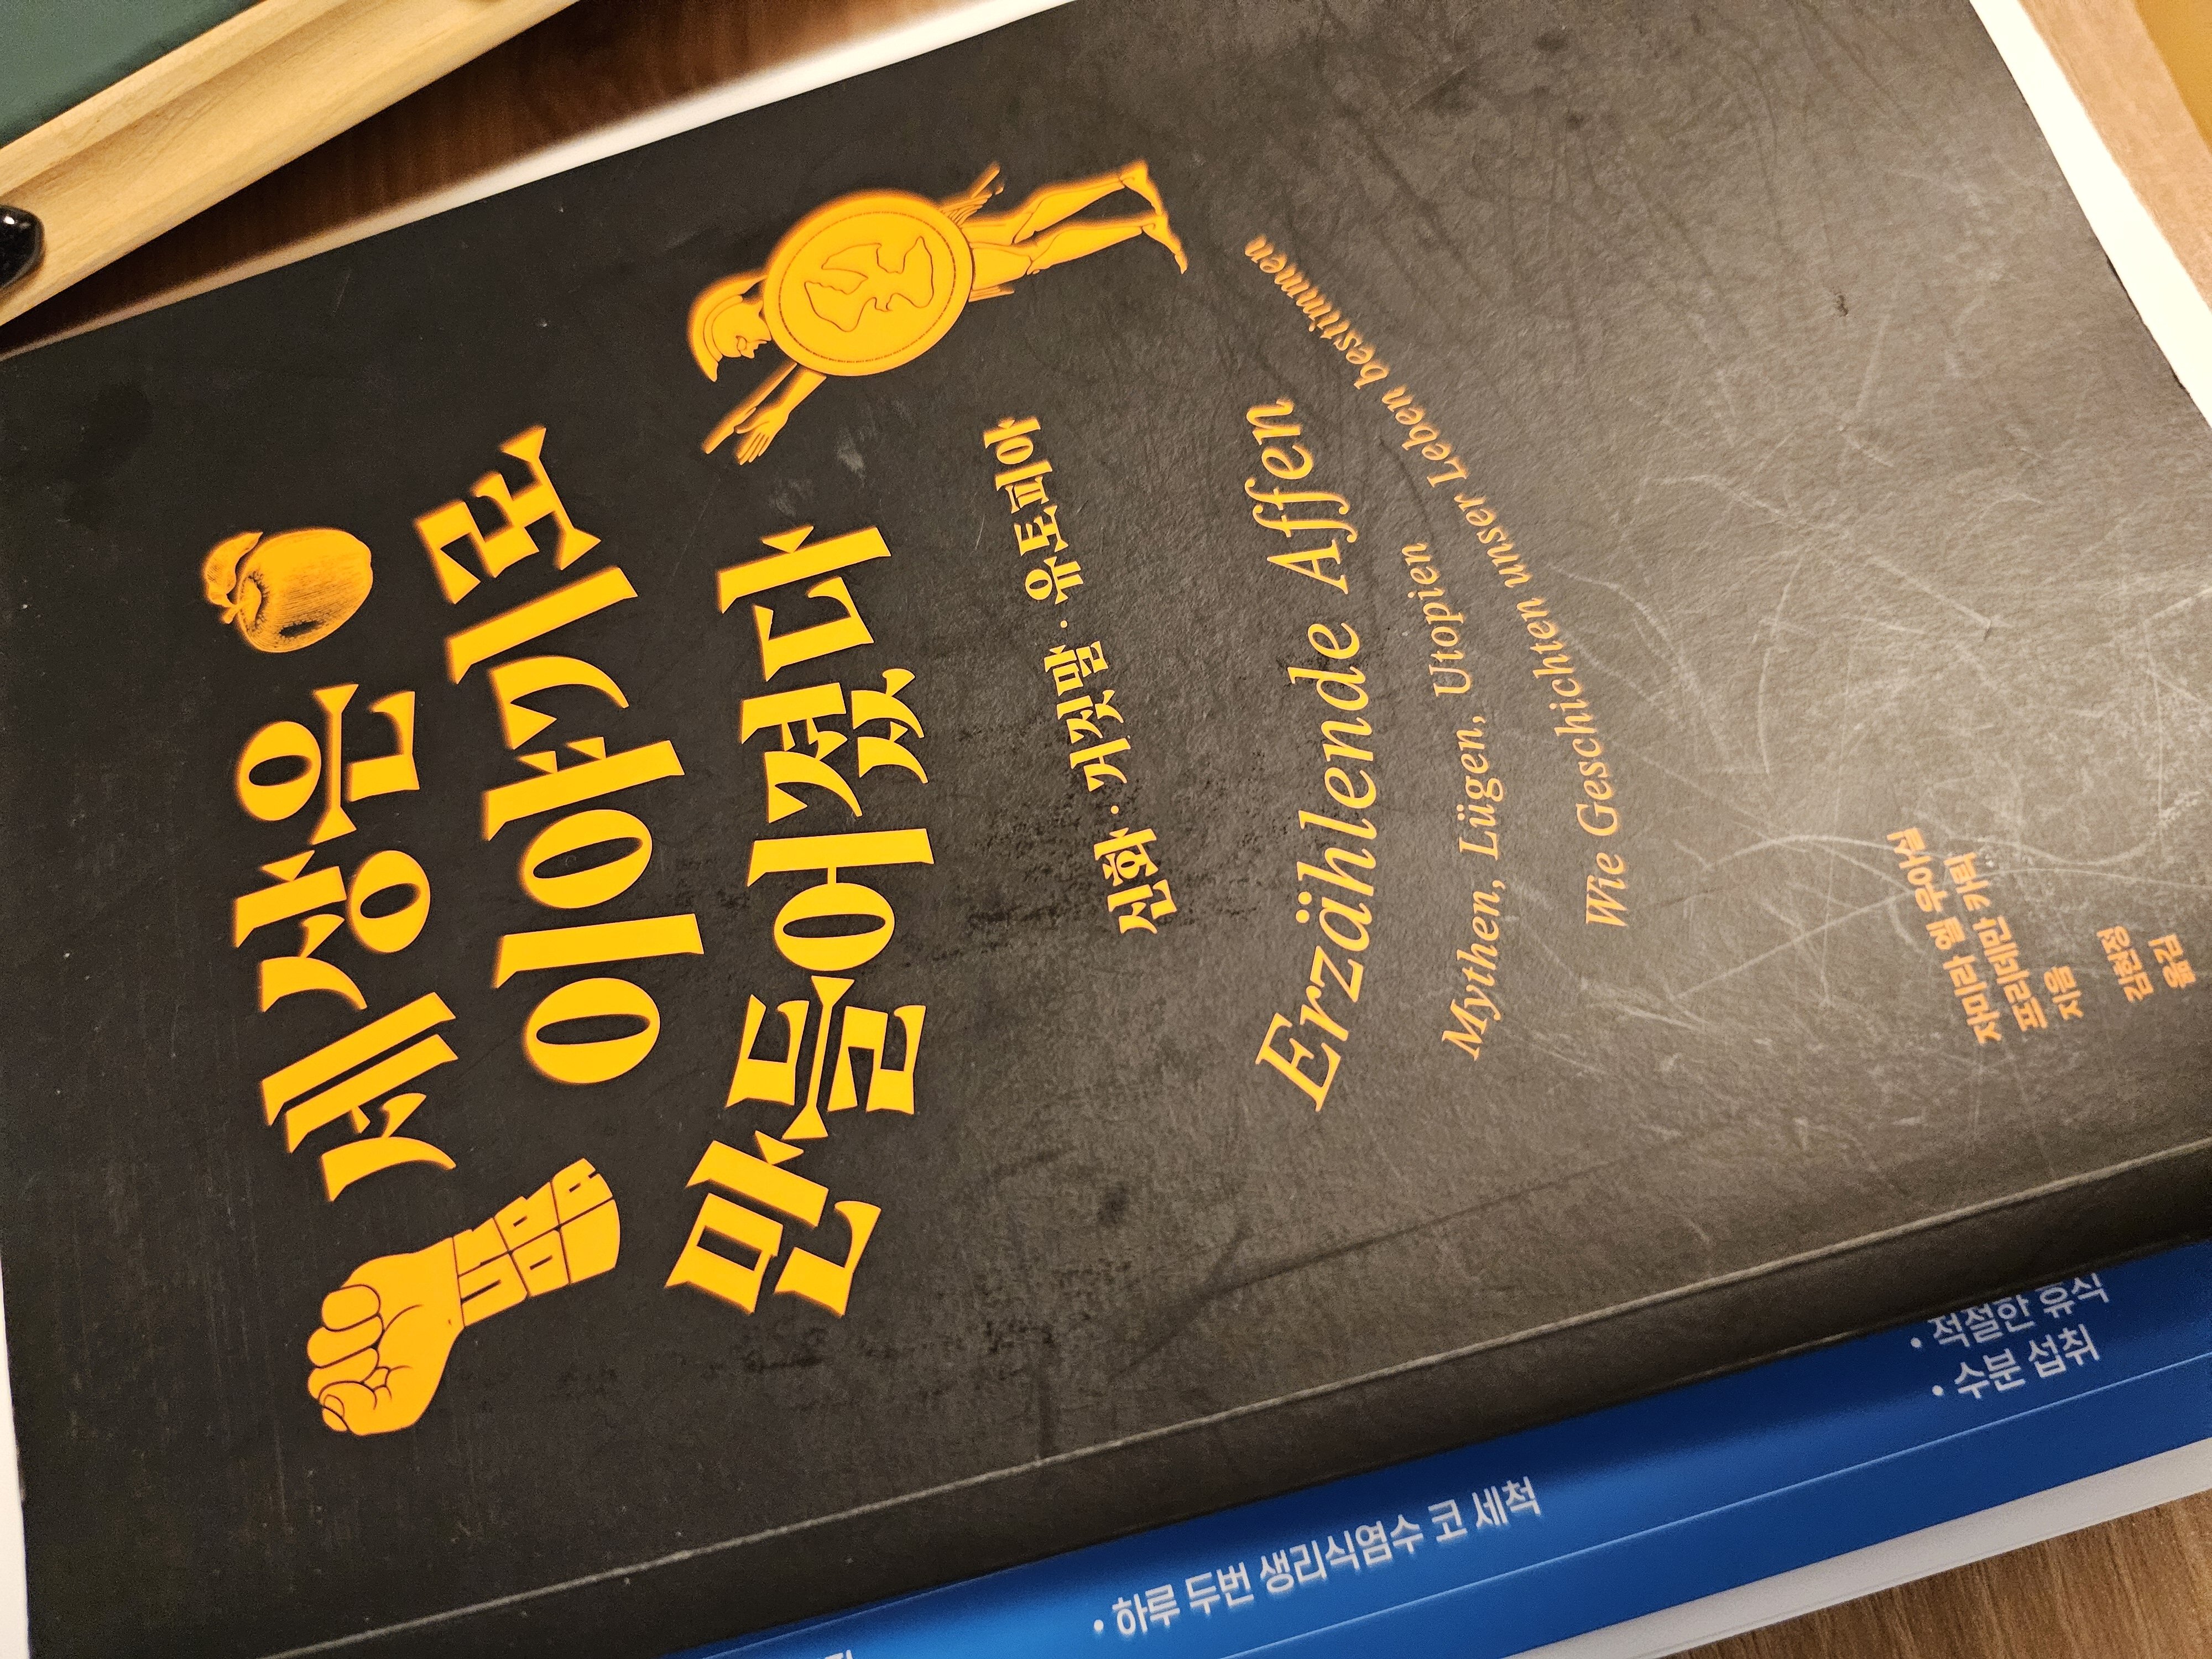 세상은
이야기로
만들어졌다
신화·거짓말·유토피아
Erzählende Affen
Mythen, Lügen, Utopien
Wie Geschichten unser Leben bestimmen
자미라 엘 우아실
프리데만 카릭
지음
김현정
옮김
• 적절한 휴식
• 수분 섭취
• 하루 두번 생리식염수 코 세척